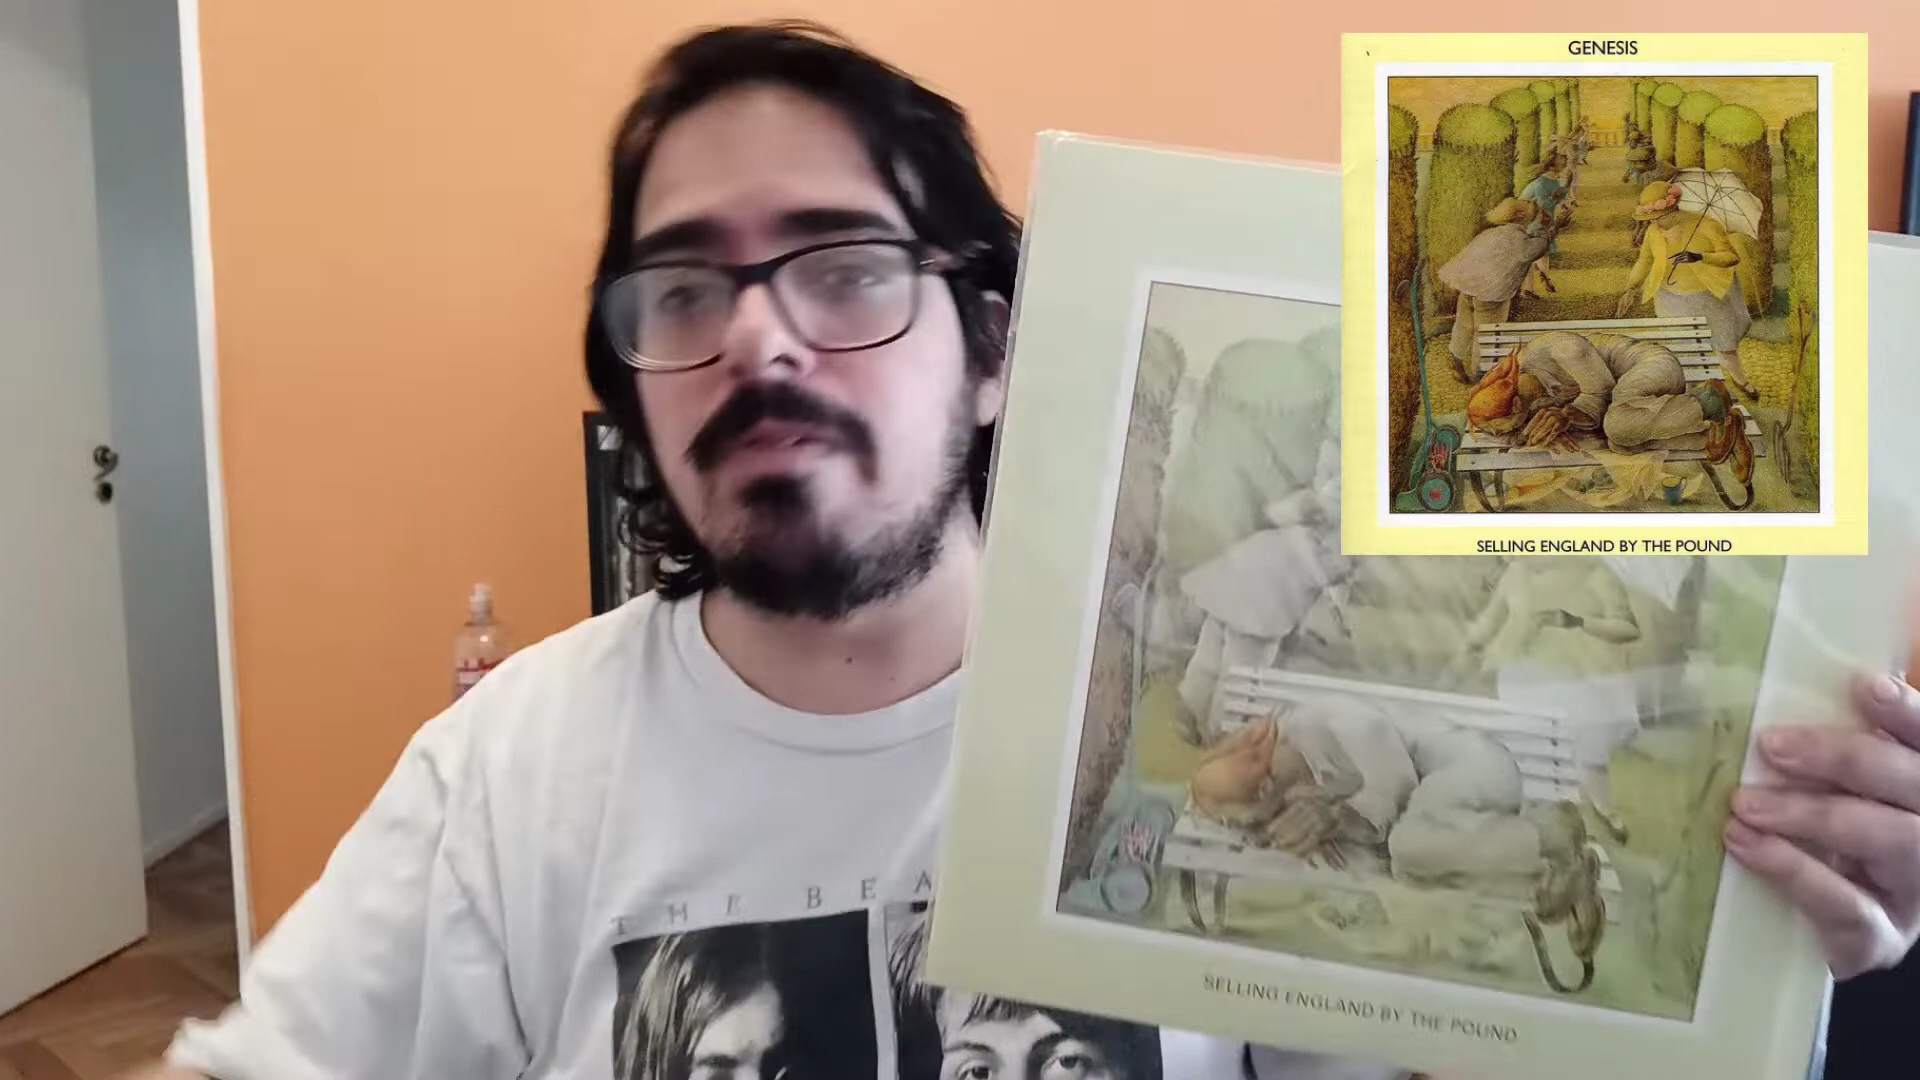 GENESIS
SELLING ENGLAND BY THE POUND
THE BEA
SELLING ENGLAND BY THE POUND